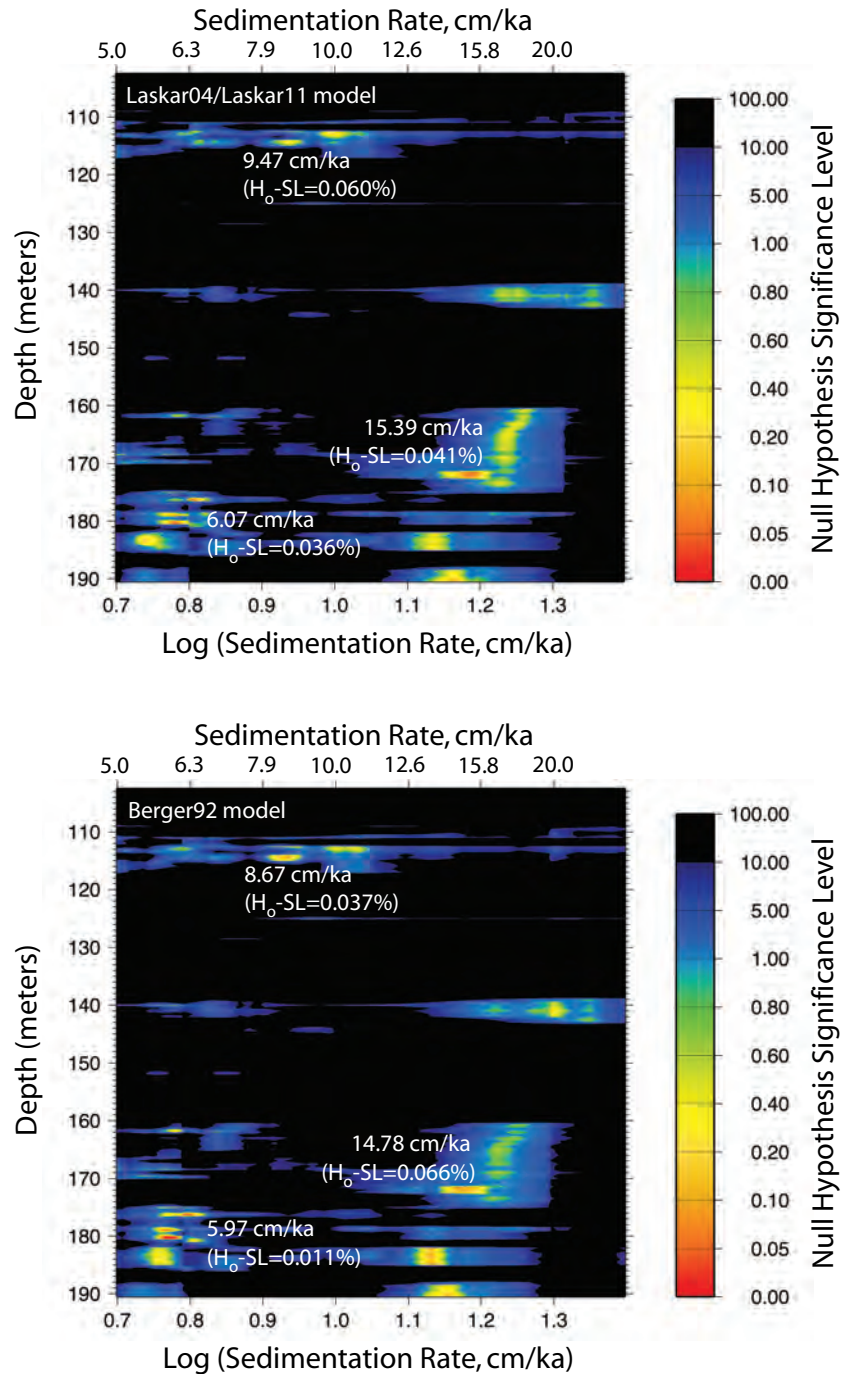 Sedimentation Rate, cm/ka
5.0 6.3 7.9 10.0 12.6 15.8 20.0
Laskar04/Laskar11 model
110
120
130
140
150
160
170
180
190
Depth (meters)
9.47 cm/ka
(Ho-SL=0.060%)
15.39 cm/ka
(Ho-SL=0.041%)
6.07 cm/ka
(Ho-SL=0.036%)
0.7 0.8 0.9 1.0 1.1 1.2 1.3
Log (Sedimentation Rate, cm/ka)
100.00
10.00
5.00
1.00
0.80
0.60
0.40
0.20
0.10
0.05
0.00
Null Hypothesis Significance Level
Sedimentation Rate, cm/ka
5.0 6.3 7.9 10.0 12.6 15.8 20.0
Berger92 model
110
120
130
140
150
160
170
180
190
Depth (meters)
8.67 cm/ka
(Ho-SL=0.037%)
14.78 cm/ka
(Ho-SL=0.066%)
5.97 cm/ka
(Ho-SL=0.011%)
0.7 0.8 0.9 1.0 1.1 1.2 1.3
Log (Sedimentation Rate, cm/ka)
100.00
10.00
5.00
1.00
0.80
0.60
0.40
0.20
0.10
0.05
0.00
Null Hypothesis Significance Level